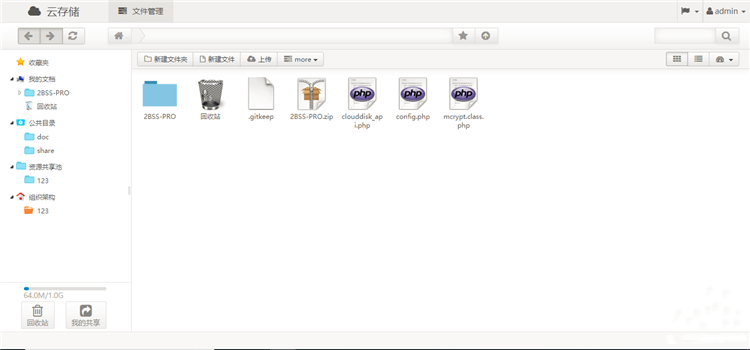 云存储
文件管理
admin
新建文件夹
新建文件
上传
more
收藏夹
我的文档
2BSS-PRO
回收站
公共目录
doc
share
资源共享池
123
组织架构
123
2BSS-PRO
回收站
.gitkeep
2BSS-PRO.zip
php
clouddisk_ap
i.php
php
config.php
php
mcrypt.class.
php
64.0M/1.0G
回收站
我的共享